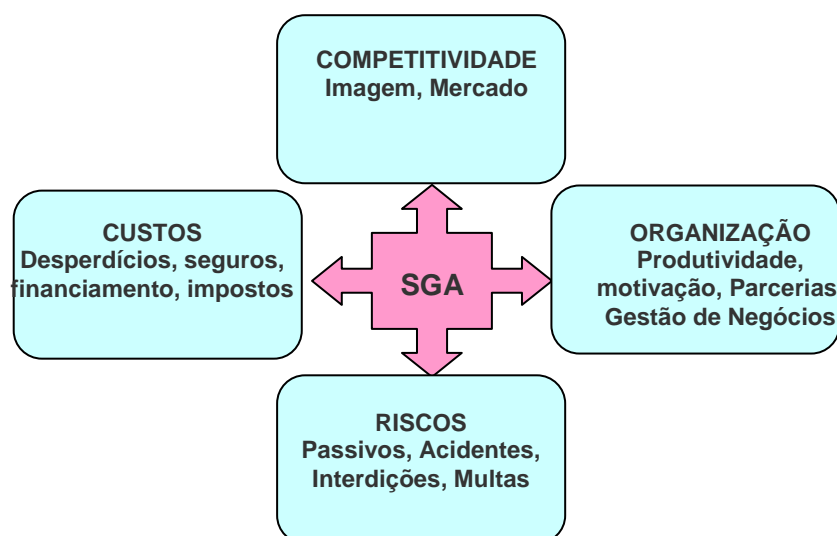 COMPETITIVIDADE
Imagem, Mercado
CUSTOS
Desperdícios, seguros,
financiamento, impostos
SGA
ORGANIZAÇÃO
Produtividade,
motivação, Parcerias
Gestão de Negócios
RISCOS
Passivos, Acidentes,
Interdições, Multas